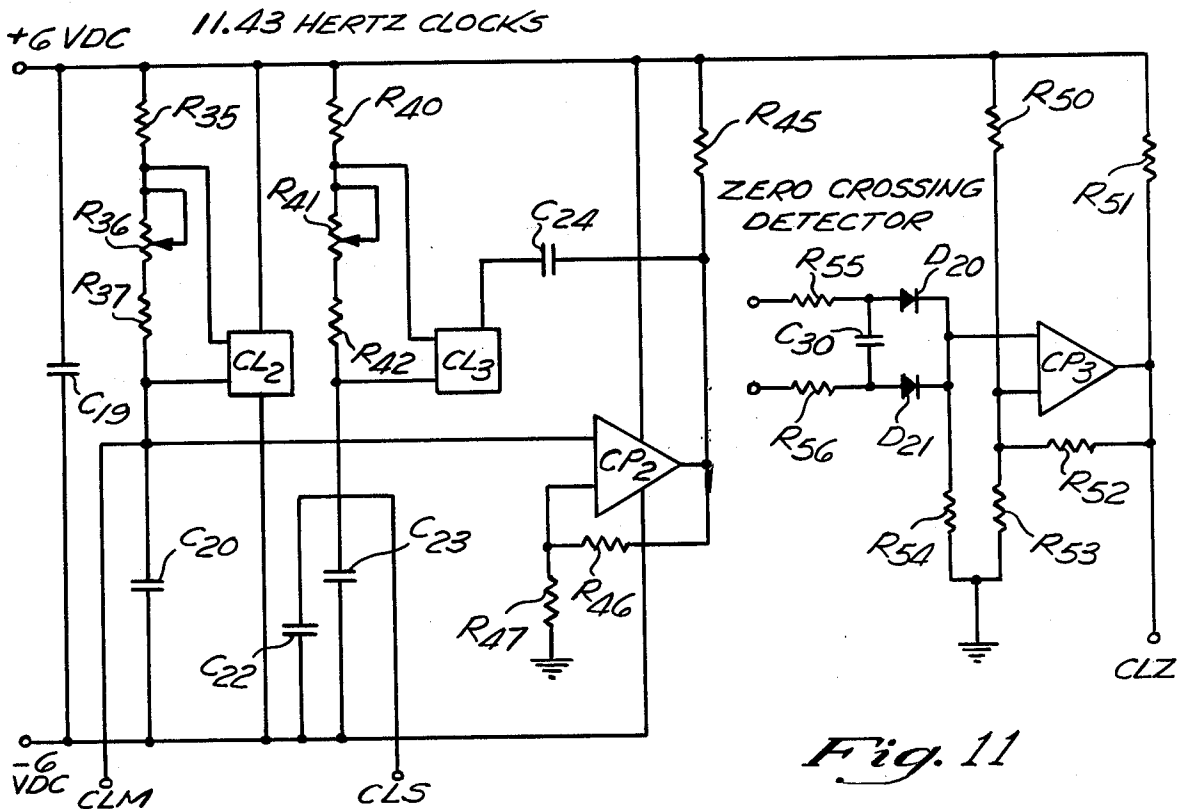 11.43 HERTZ CLOCKS
+6 VDC
R35
R40
R45
R50
R51
ZERO CROSSING
DETECTOR
R36
R41
C24
R55
D20
R37
CL2
R42
CL3
C30
CP3
C19
R56
D21
CP2
R52
C20
C23
R54
R53
R47
R46
C22
CLZ
-6
VDC
CLM
CLS
Fig. 11